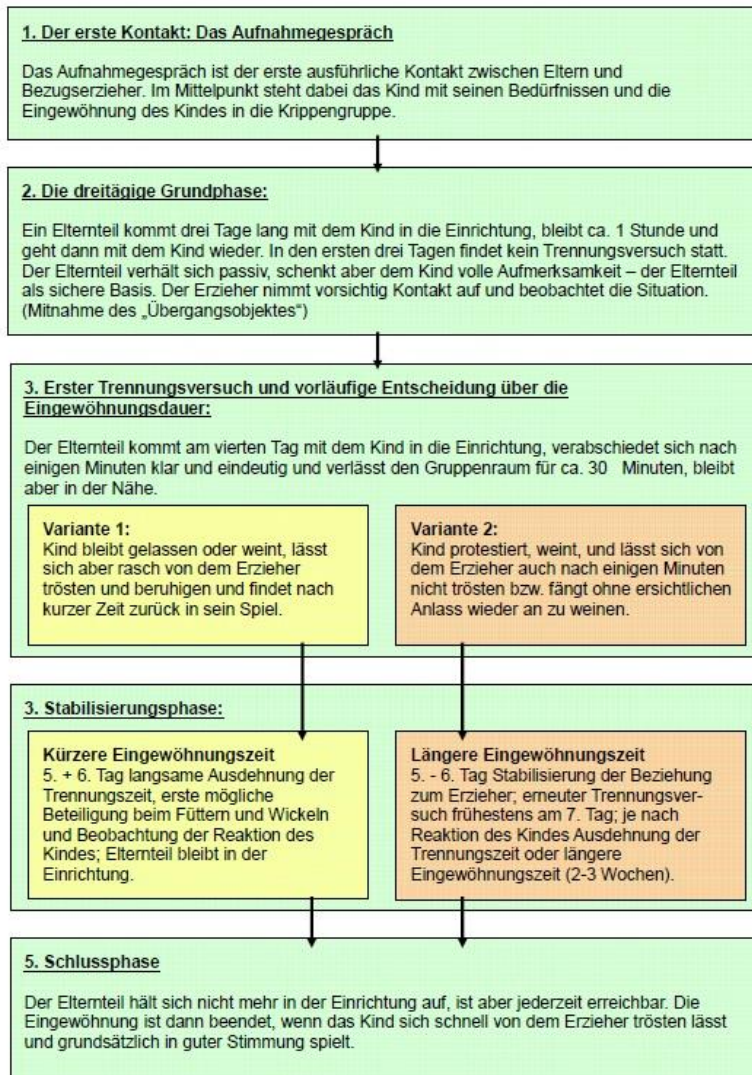 1. Der erste Kontakt: Das Aufnahmegespräch
Das Aufnahmegespräch ist der erste ausführliche Kontakt zwischen Eltern und
Bezugserzieher. Im Mittelpunkt steht dabei das Kind mit seinen Bedürfnissen und die
Eingewöhnung des Kindes in die Krippengruppe.
2. Die dreitägige Grundphase:
Ein Elternteil kommt drei Tage lang mit dem Kind in die Einrichtung, bleibt ca. 1 Stunde und
geht dann mit dem Kind wieder. In den ersten drei Tagen findet kein Trennungsversuch statt.
Der Elternteil verhält sich passiv, schenkt aber dem Kind volle Aufmerksamkeit – der Elternteil
als sichere Basis. Der Erzieher nimmt vorsichtig Kontakt auf und beobachtet die Situation.
(Mitnahme des „Übergangsobjektes“)
3. Erster Trennungsversuch und vorläufige Entscheidung über die
Eingewöhnungsdauer:
Der Elternteil kommt am vierten Tag mit dem Kind in die Einrichtung, verabschiedet sich nach
einigen Minuten klar und eindeutig und verlässt den Gruppenraum für ca. 30 Minuten, bleibt
aber in der Nähe.
Variante 1:
Kind bleibt gelassen oder weint, lässt
sich aber rasch von dem Erzieher
trösten und beruhigen und findet nach
kurzer Zeit zurück in sein Spiel.
Variante 2:
Kind protestiert, weint, und lässt sich von
dem Erzieher auch nach einigen Minuten
nicht trösten bzw. fängt ohne ersichtlichen
Anlass wieder an zu weinen.
3. Stabilisierungsphase:
Kürzere Eingewöhnungszeit
5. + 6. Tag langsame Ausdehnung der
Trennungszeit, erste mögliche
Beteiligung beim Füttern und Wickeln
und Beobachtung der Reaktion des
Kindes; Elternteil bleibt in der
Einrichtung.
Längere Eingewöhnungszeit
5. - 6. Tag Stabilisierung der Beziehung
zum Erzieher; erneuter Trennungsver-
such frühestens am 7. Tag; je nach
Reaktion des Kindes Ausdehnung der
Trennungszeit oder längere
Eingewöhnungszeit (2-3 Wochen).
5. Schlussphase
Der Elternteil hält sich nicht mehr in der Einrichtung auf, ist aber jederzeit erreichbar. Die
Eingewöhnung ist dann beendet, wenn das Kind sich schnell von dem Erzieher trösten lässt
und grundsätzlich in guter Stimmung spielt.